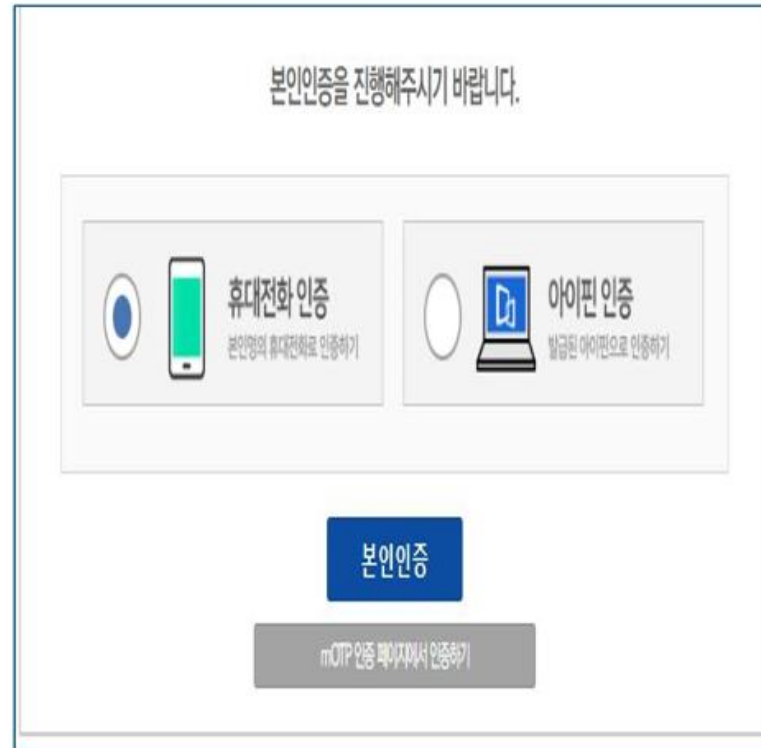 본인인증을 진행해주시기 바랍니다.
휴대전화 인증
본인명의 휴대전화로 인증하기
아이핀 인증
발급된 아이핀으로 인증하기
본인인증
mOTP 인증 페이지에서 인증하기